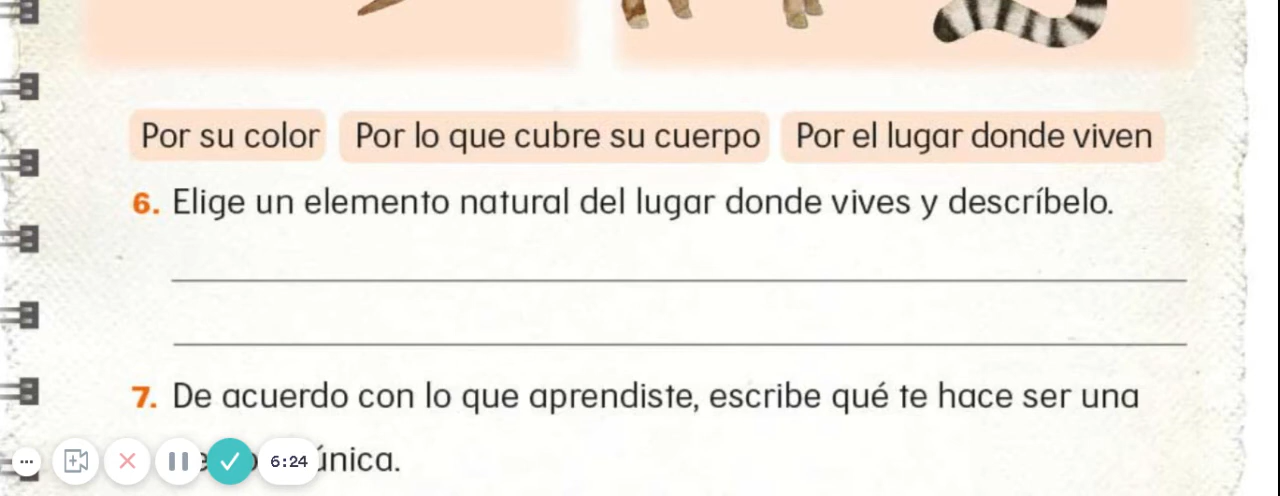 Por su color Por lo que cubre su cuerpo Por el lugar donde viven
6. Elige un elemento natural del lugar donde vives y descríbelo.
7. De acuerdo con lo que aprendiste, escribe qué te hace ser una
única.
6:24